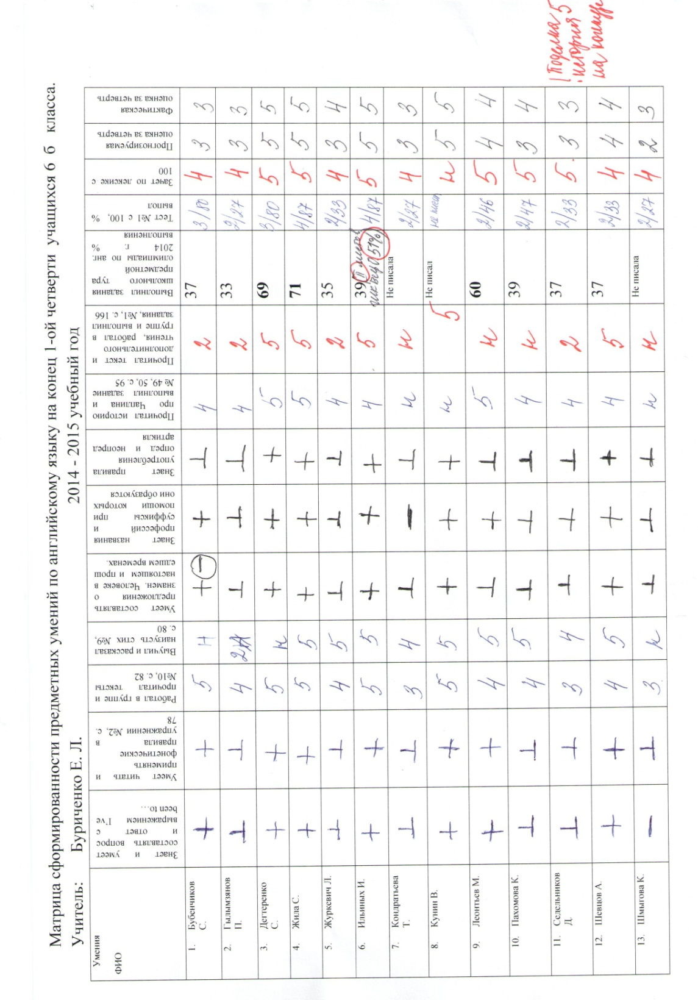 Матрица сформированности предметных умений по английскому языку на конец 1-ой четверти учащихся 6 б класса.
Учитель: Буриченко Е. Л. 2014 - 2015 учебный год
Умения
ФИО
Знает и умеет
составлять вопрос
и ответ с
выражением I've
been to…
Умеет читать и
применять
фонетические
правила в
упражнении №2, с.
78
Работал в группе и
прочитал тексты
№10, с. 82
Выучил и рассказал
наизусть стих №9,
с. 80
Умеет составлять
предложения о
знамен. Человеке в
настоящем и прош
едшем временах.
Знает названия
профессий и
суффиксы при
помощи которых
они образуются
Знает правила
употребления
опред и неопред
артикля
Прочитал историю
про Чаплина и
выполнил задание
№ 49, 50, с. 95
Прочитал текст и
дополнительного
чтения, работал в
группе и выполнил
задания, №1, с. 166
Выполнил задания
школьного тура
предметной
олимпиады по анг.
2014 г. %
выполнения
Тест №1 с 100, %
выпол
Зачет по лексике с
100
Прогнозируемая
оценка за четверть
Фактическая
оценка за четверть
1. Бубенчиков С. + + 5 н + - + ± 4 2 37 3/80 4 3 3
2. Гылымзянов П. ± ± 4 2 ± ± ± 4 2 33 2/27 4 3 3
3. Дегтеренко С. + + 5 н + + + 5 5 69 3/80 5 5 5
4. Жила С. + + 5 5 + + + 5 5 71 4/87 5 5 5
5. Журкевич Л. ± ± 4 5 ± ± ± 4 2 35 2/33 4 3 4
6. Ильиных И. + + 5 5 + + + 4 5 39 II 51% 4/87 5 5 5
7. Кондратьева Т. ± ± 3 4 ± - ± н н Не писала 2/27 4 3 3
8. Кунин В. + + 5 5 + + + н 5 Не писал не писал н 5 5
9. Леонтьев М. + + 4 5 ± + ± 5 н 60 2/46 5 4 4
10. Пахомова К. ± ± 4 5 ± ± ± 4 н 39 2/47 5 3 4
11. Седельников Д. ± + 3 4 ± + ± 4 2 37 2/33 5 3 3
12. Шевцов А. + + 4 5 + + + 4 5 37 2/33 4 4 4
13. Шмыгова К. - ± 3 н ± ± ± н н Не писала 2/27 4 2 3
Поделка 5
история
на конкурс